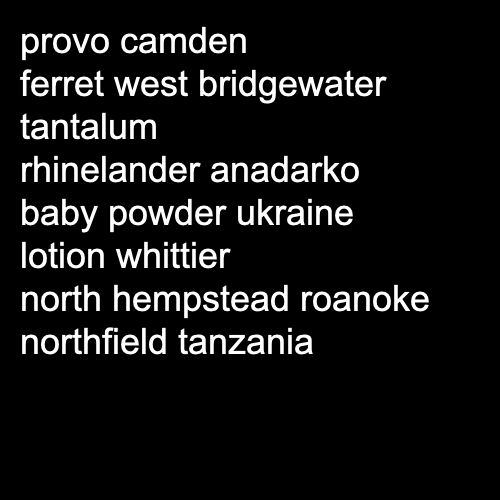 provo camden
ferret west bridgewater
tantalum
rhinelander anadarko
baby powder ukraine
lotion whittier
north hempstead roanoke
northfield tanzania